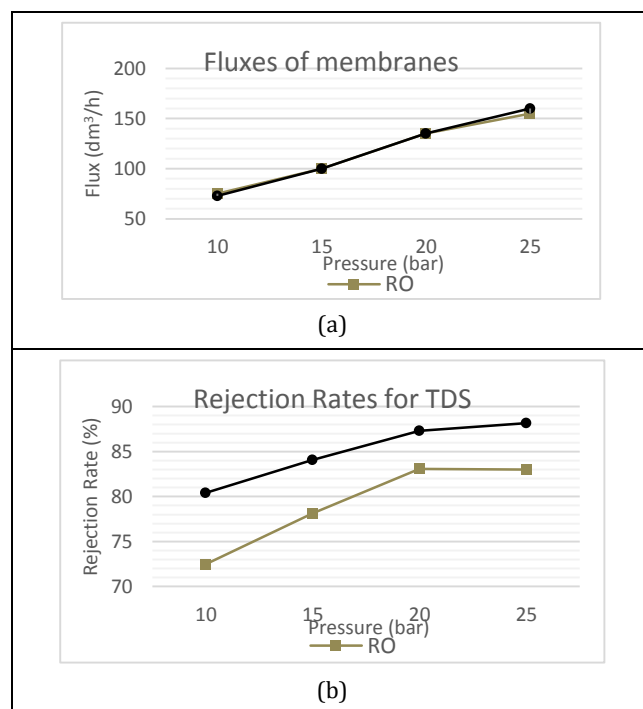 Fluxes of membranes
200
150
100
50
Flux (dm³/h)
10 15 20 25
Pressure (bar)
RO
(a)
Rejection Rates for TDS
90
85
80
75
70
Rejection Rate (%)
10 15 20 25
Pressure (bar)
RO
(b)